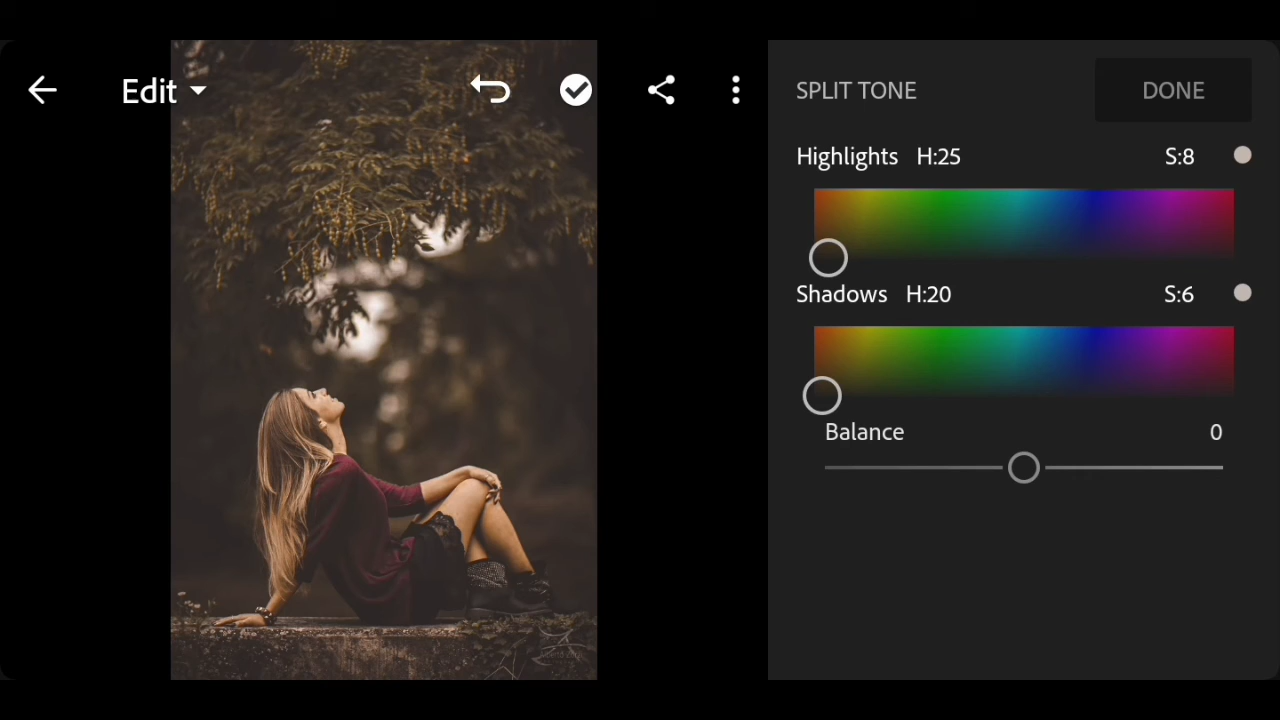 Edit
SPLIT TONE
DONE
Highlights H:25 S:8
Shadows H:20 S:6
Balance 0